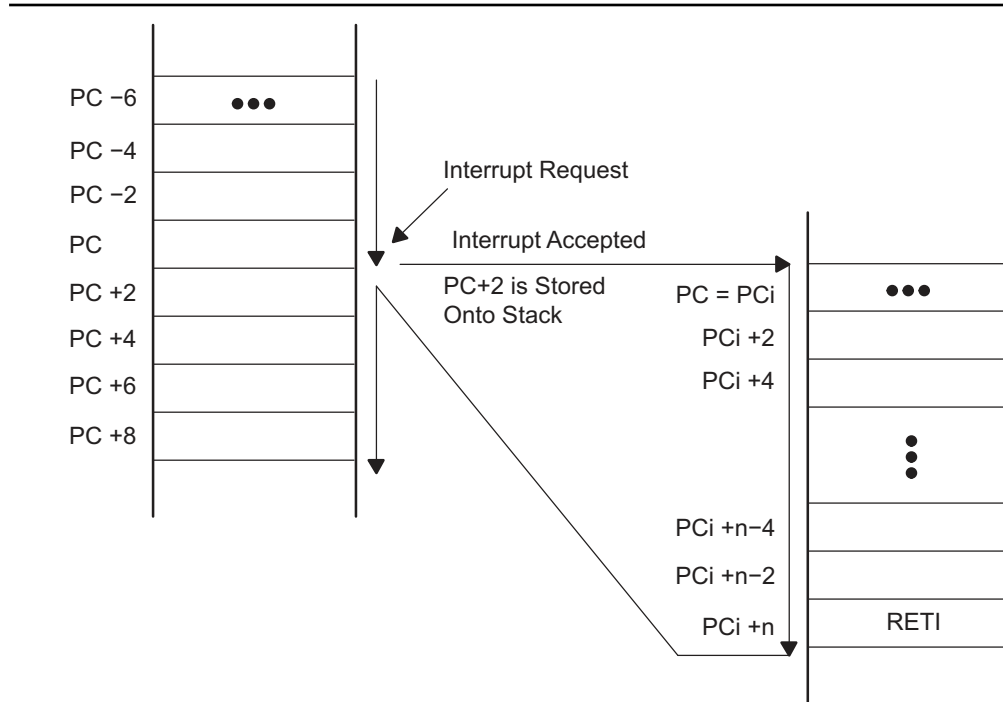 PC −6
PC −4
PC −2
PC
PC +2
PC +4
PC +6
PC +8
Interrupt Request
Interrupt Accepted
PC+2 is Stored
Onto Stack
PC = PCi
PCi +2
PCi +4
PCi +n−4
PCi +n−2
PCi +n
RETI